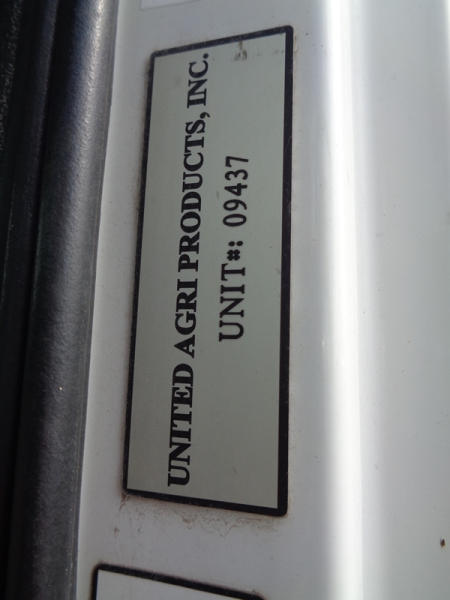 UNITED AGRI PRODUCTS, INC.
UNIT#: 09437